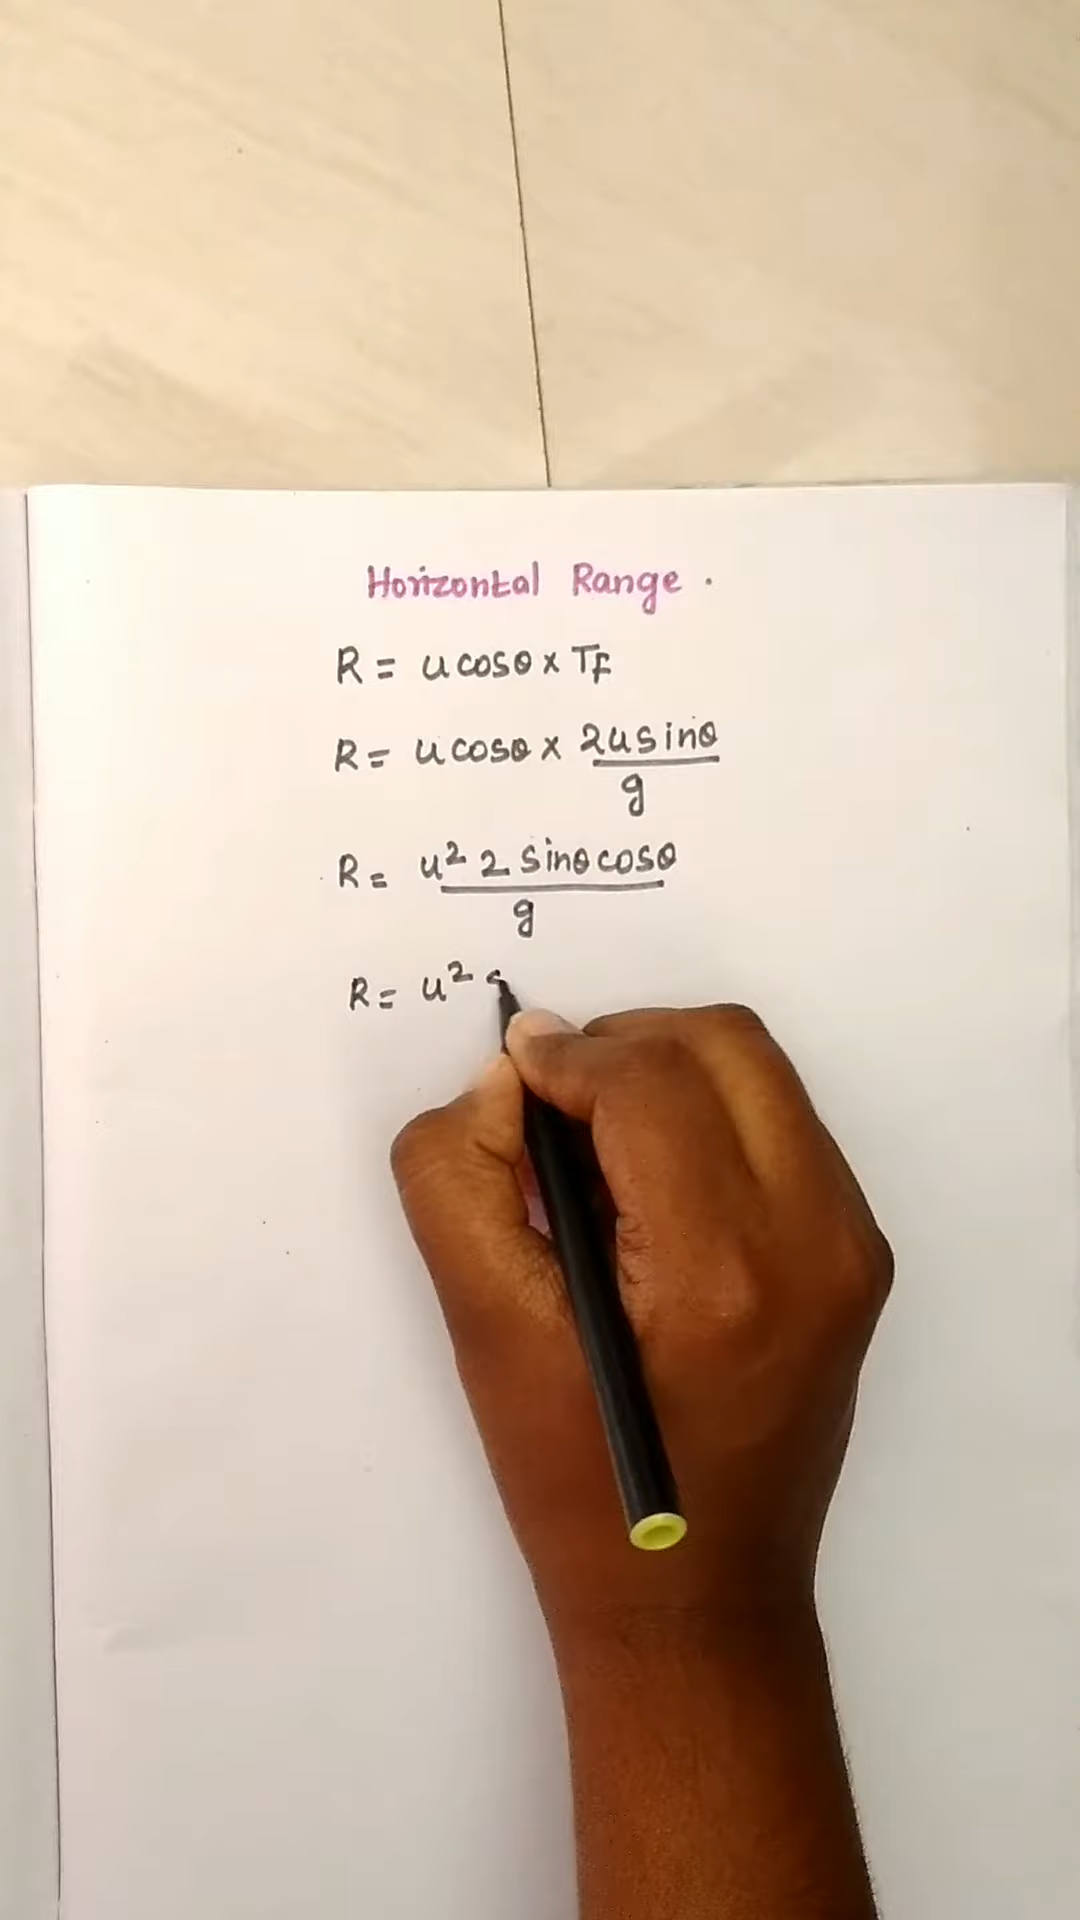 Horizontal Range .
R = u cosθ x TF
R = u cosθ x 2u sinθ
g
R = u² 2 sinθ cosθ
g
R = u² s